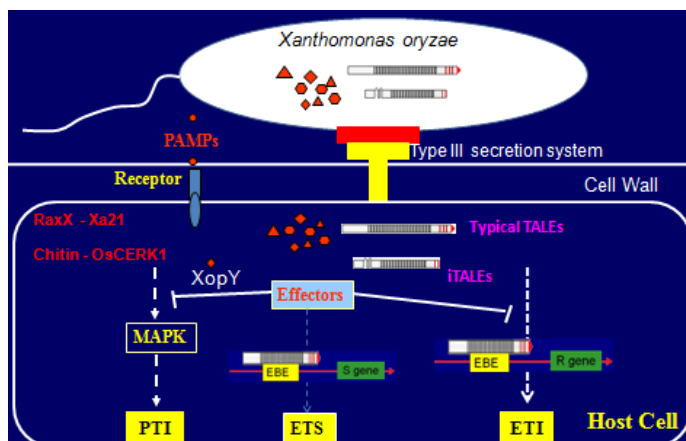 Xanthomonas oryzae
PAMPs
Type III secretion system
Receptor
Cell Wall
RaxX - Xa21
Typical TALEs
Chitin - OsCERK1
iTALEs
XopY
Effectors
MAPK
EBE
S gene
EBE
R gene
PTI
ETS
ETI
Host Cell